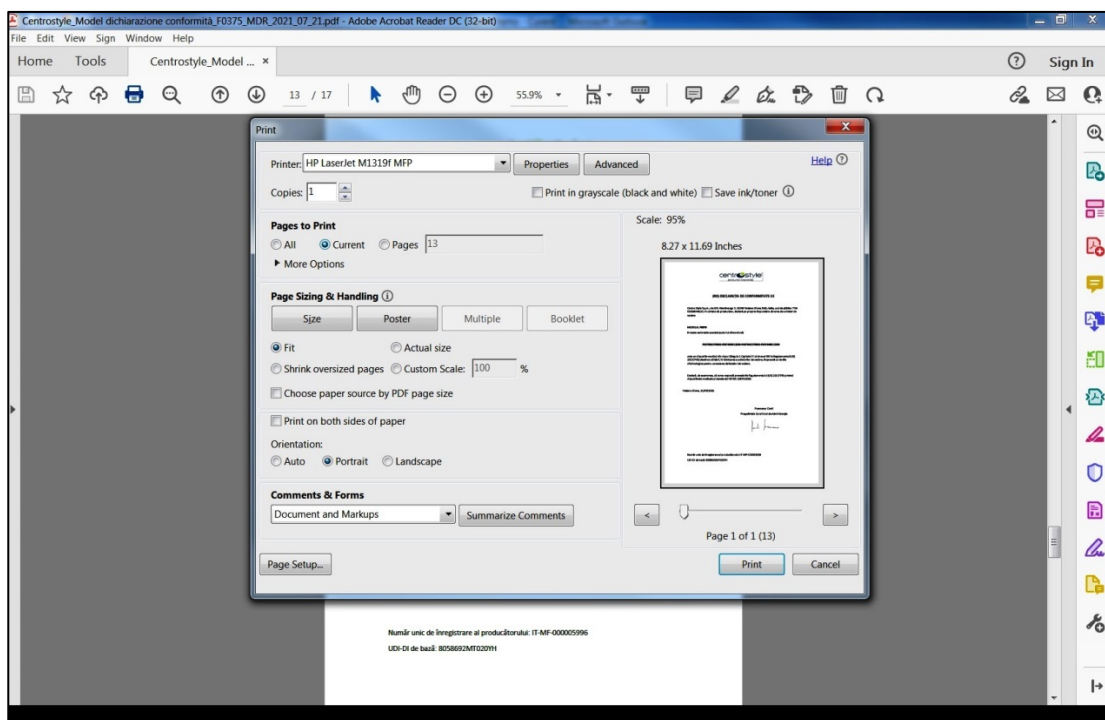 Centrostyle_Model dichiarazione conformità_F0375_MDR_2021_07_21.pdf - Adobe Acrobat Reader DC (32-bit)
File Edit View Sign Window Help
Home Tools Centrostyle_Model ... × Sign In
13 / 17 55.9%
Print
Printer: HP LaserJet M1319f MFP Properties Advanced Help
Copies: 1 Print in grayscale (black and white) Save ink/toner
Pages to Print
All Current Pages 13
More Options
Scale: 95%
8.27 x 11.69 Inches
centrostyle
Page Sizing & Handling
Size Poster Multiple Booklet
Fit Actual size
Shrink oversized pages Custom Scale: 100 %
Choose paper source by PDF page size
Print on both sides of paper
Orientation:
Auto Portrait Landscape
Comments & Forms
Document and Markups Summarize Comments
< >
Page 1 of 1 (13)
Page Setup... Print Cancel
Număr unic de înregistrare al producătorului: IT-MF-000005996
UDI-DI de bază: 8058692MT020YH